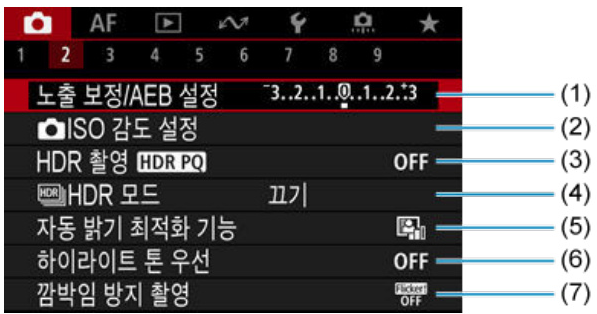 AF
1 2 3 4 5 6 7 8 9
노출 보정/AEB 설정 -3..2..1..0..1..2.+3 (1)
ISO 감도 설정 (2)
HDR 촬영 HDR PQ OFF (3)
HDR HDR 모드 끄기 (4)
자동 밝기 최적화 기능 (5)
하이라이트 톤 우선 OFF (6)
깜박임 방지 촬영 Flicker! OFF (7)